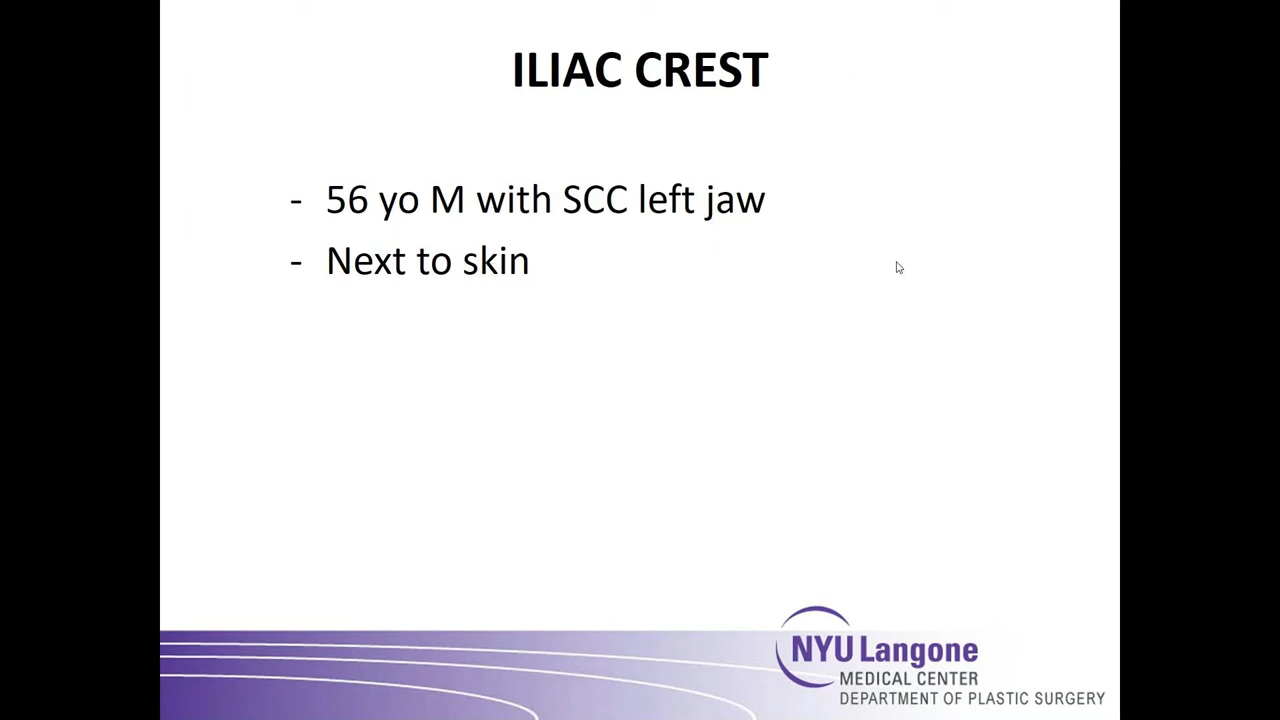 ILIAC CREST
- 56 yo M with SCC left jaw
- Next to skin
NYU Langone
MEDICAL CENTER
DEPARTMENT OF PLASTIC SURGERY